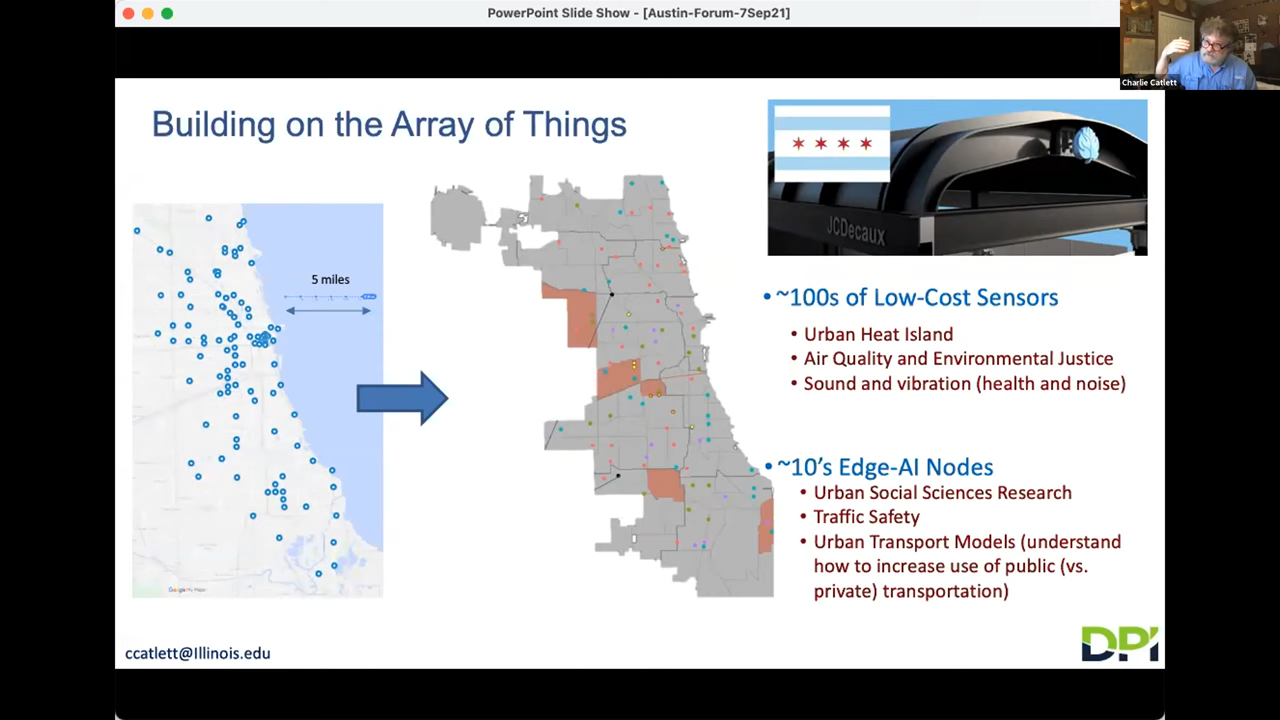 PowerPoint Slide Show - [Austin-Forum-7Sep21]
Charlie Catlett
Building on the Array of Things
JCDecaux
5 miles
• ~100s of Low-Cost Sensors
• Urban Heat Island
• Air Quality and Environmental Justice
• Sound and vibration (health and noise)
• ~10’s Edge-AI Nodes
• Urban Social Sciences Research
• Traffic Safety
• Urban Transport Models (understand
how to increase use of public (vs.
private) transportation)
Google My Maps
ccatlett@Illinois.edu
DPI